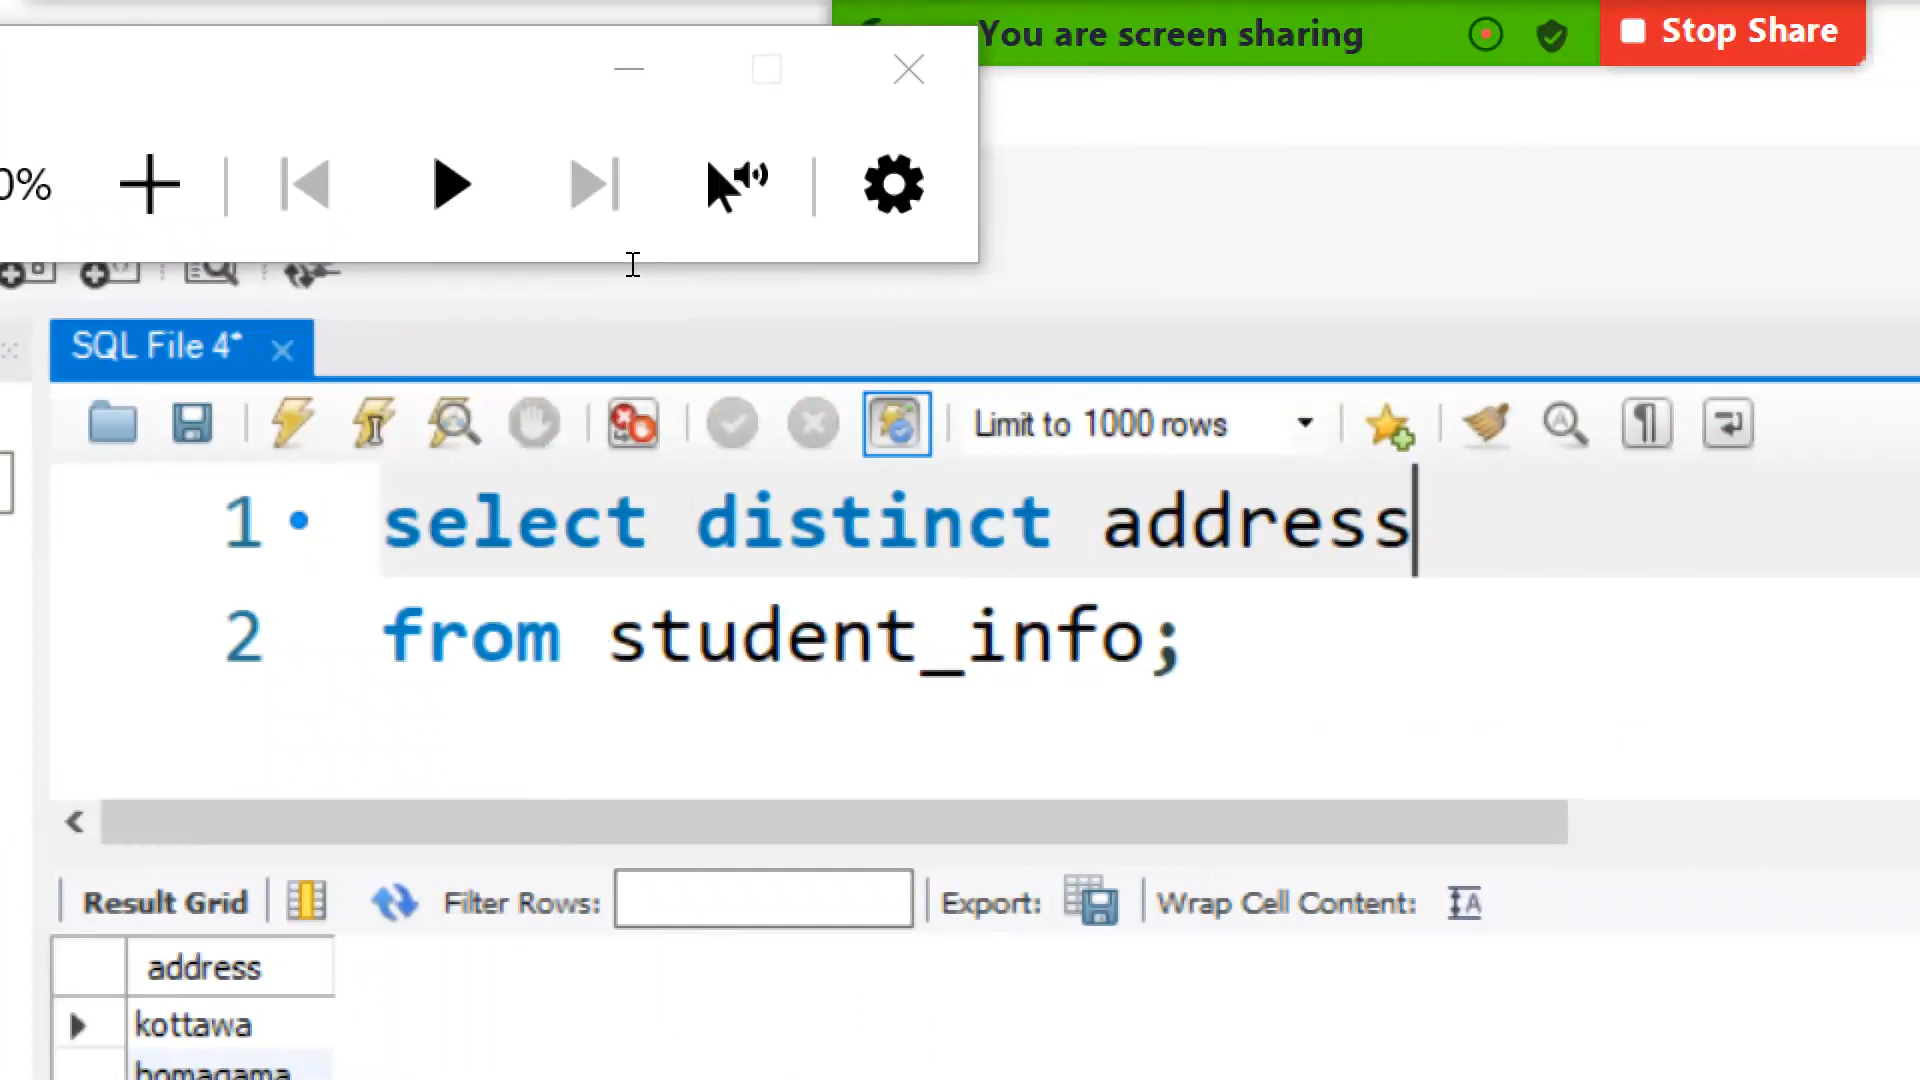 You are screen sharing
Stop Share
0%
SQL File 4*
Limit to 1000 rows
1 select distinct address
2 from student_info;
Result Grid
Filter Rows:
Export:
Wrap Cell Content:
address
kottawa
homagama